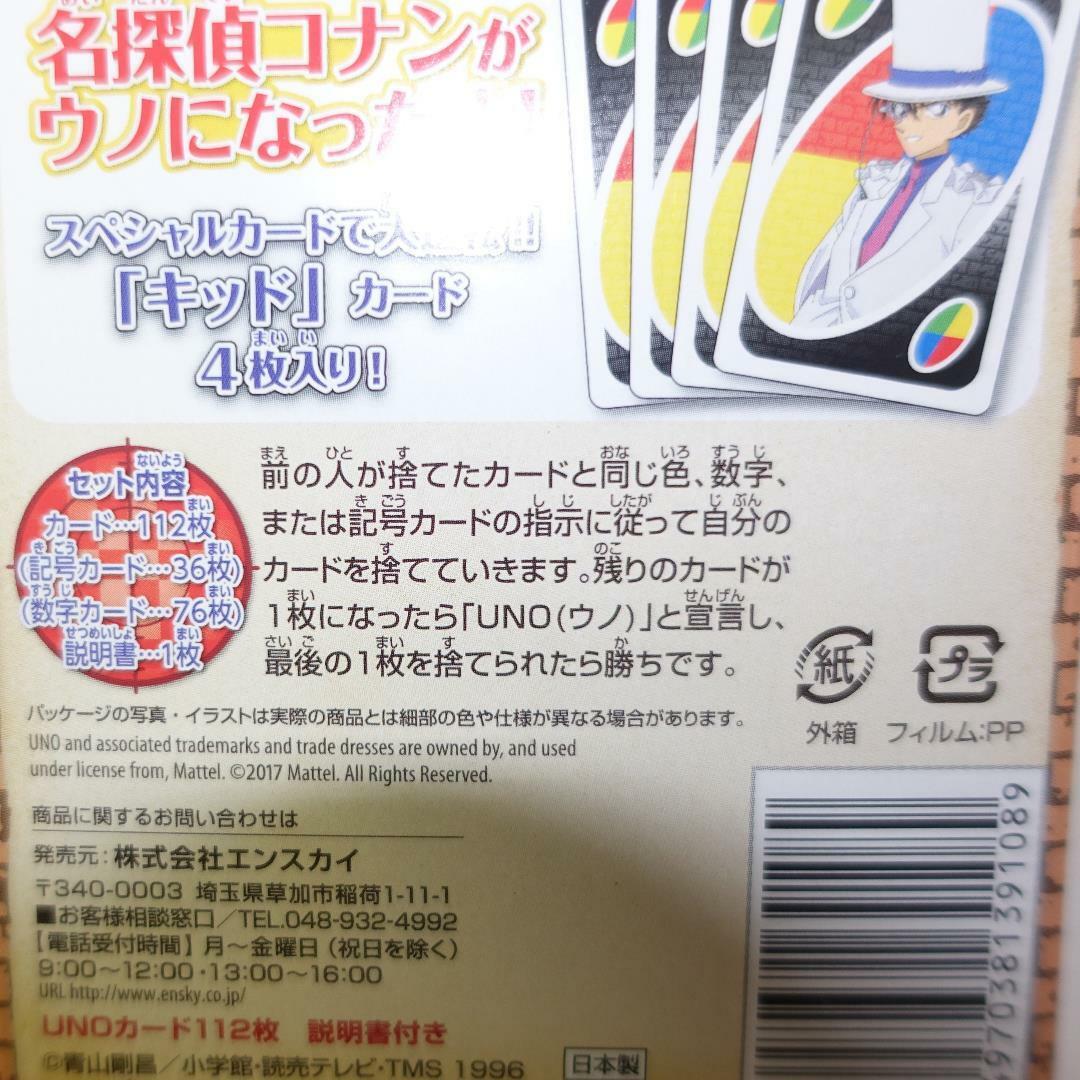 名探偵コナンが
ウノになった
スペシャルカードで大逆転!!
「キッド」カード
4枚入り!
セット内容
カード…112枚
(記号カード…36枚)
(数字カード…76枚)
説明書…1枚
前の人が捨てたカードと同じ色、数字、
または記号カードの指示に従って自分の
カードを捨てていきます。残りのカードが
1枚になったら「UNO(ウノ)」と宣言し、
最後の1枚を捨てられたら勝ちです。
紙
外箱
プラ
フィルム:PP
パッケージの写真・イラストは実際の商品とは細部の色や仕様が異なる場合があります。
UNO and associated trademarks and trade dresses are owned by, and used
under license from, Mattel. ©2017 Mattel. All Rights Reserved.
商品に関するお問い合わせは
発売元:株式会社エンスカイ
〒340-0003 埼玉県草加市稲荷1-11-1
■お客様相談窓口/TEL.048-932-4992
【電話受付時間】月~金曜日(祝日を除く)
9:00~12:00・13:00~16:00
URL http://www.ensky.co.jp/
UNOカード112枚 説明書付き
©青山剛昌/小学館・読売テレビ・TMS 1996
日本製
970381391089